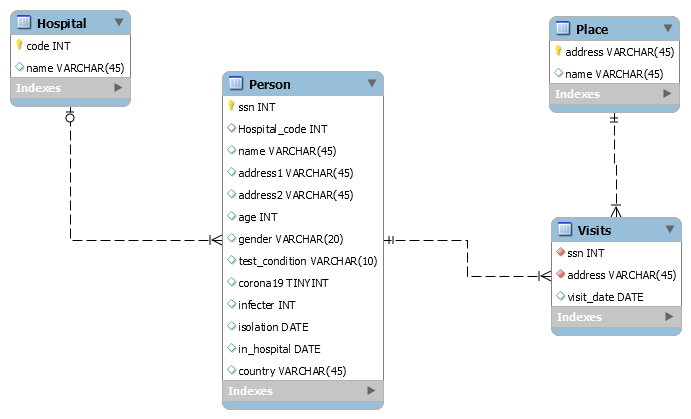 Hospital
code INT
name VARCHAR(45)
Indexes
Person
ssn INT
Hospital_code INT
name VARCHAR(45)
address1 VARCHAR(45)
address2 VARCHAR(45)
age INT
gender VARCHAR(20)
test_condition VARCHAR(10)
corona19 TINYINT
infecter INT
isolation DATE
in_hospital DATE
country VARCHAR(45)
Indexes
Place
address VARCHAR(45)
name VARCHAR(45)
Indexes
Visits
ssn INT
address VARCHAR(45)
visit_date DATE
Indexes